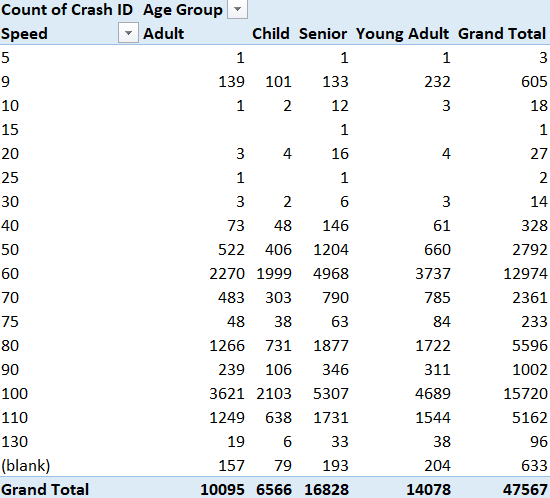 Count of Crash ID Age Group
Speed Adult Child Senior Young Adult Grand Total
5 1 1 1 3
9 139 101 133 232 605
10 1 2 12 3 18
15 1 1
20 3 4 16 4 27
25 1 1 2
30 3 2 6 3 14
40 73 48 146 61 328
50 522 406 1204 660 2792
60 2270 1999 4968 3737 12974
70 483 303 790 785 2361
75 48 38 63 84 233
80 1266 731 1877 1722 5596
90 239 106 346 311 1002
100 3621 2103 5307 4689 15720
110 1249 638 1731 1544 5162
130 19 6 33 38 96
(blank) 157 79 193 204 633
Grand Total 10095 6566 16828 14078 47567